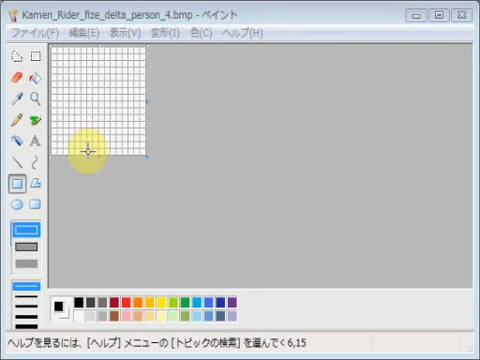 Kamen_Rider_fize_delta_person_4.bmp - ペイント
ファイル(F) 編集(E) 表示(V) 変形(I) 色(C) ヘルプ(H)
A
ヘルプを見るには、[ヘルプ] メニューの [トピックの検索] を選んでく 6,15